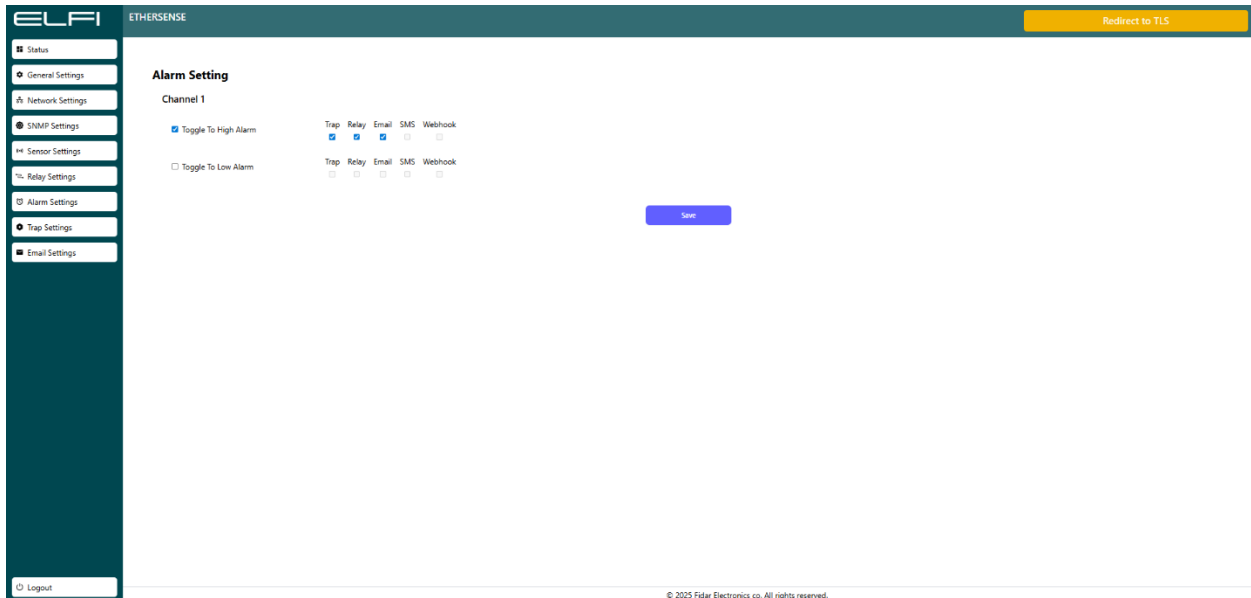 ELFI
ETHERSENSE
Redirect to TLS
Status
General Settings
Network Settings
SNMP Settings
Sensor Settings
Relay Settings
Alarm Settings
Trap Settings
Email Settings
Logout
Alarm Setting
Channel 1
Toggle To High Alarm
Trap Relay Email SMS Webhook
Toggle To Low Alarm
Trap Relay Email SMS Webhook
Save
© 2025 Fidar Electronics co. All rights reserved.